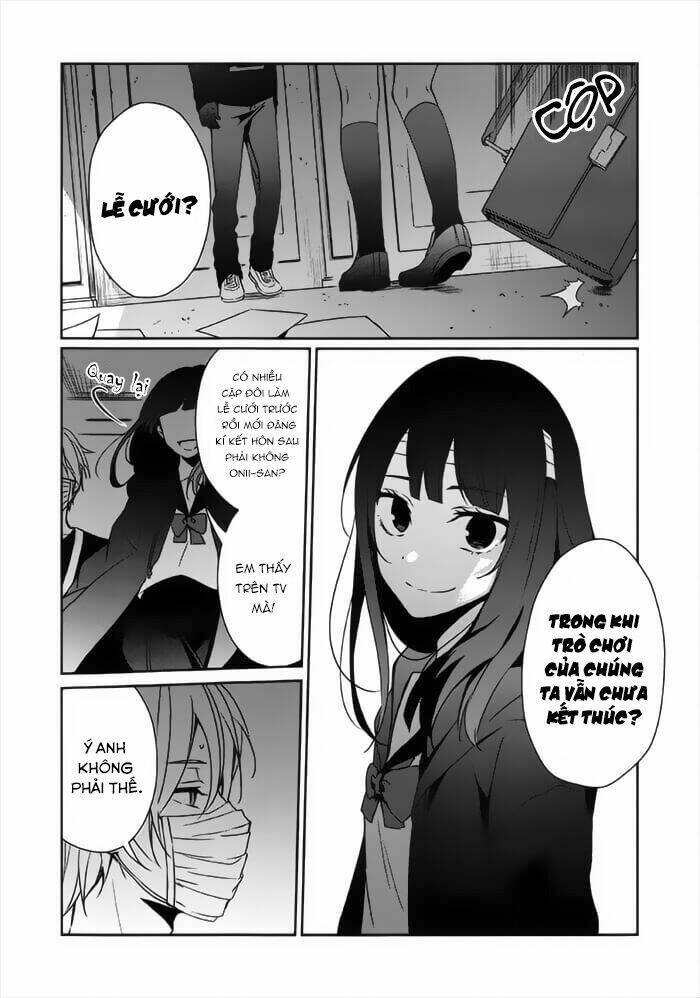 CỘP
LỄ CƯỚI?
TRONG KHI
TRÒ CHƠI
CỦA CHÚNG
TA VẪN CHƯA
KẾT THÚC?
Quay lại
CÓ NHIỀU
CẶP ĐÔI LÀM
LỄ CƯỚI TRƯỚC
RỒI MỚI ĐĂNG
KÍ KẾT HÔN SAU
PHẢI KHÔNG
ONII-SAN?
EM THẤY
TRÊN TV
MÀ!
Ý ANH
KHÔNG
PHẢI THẾ.